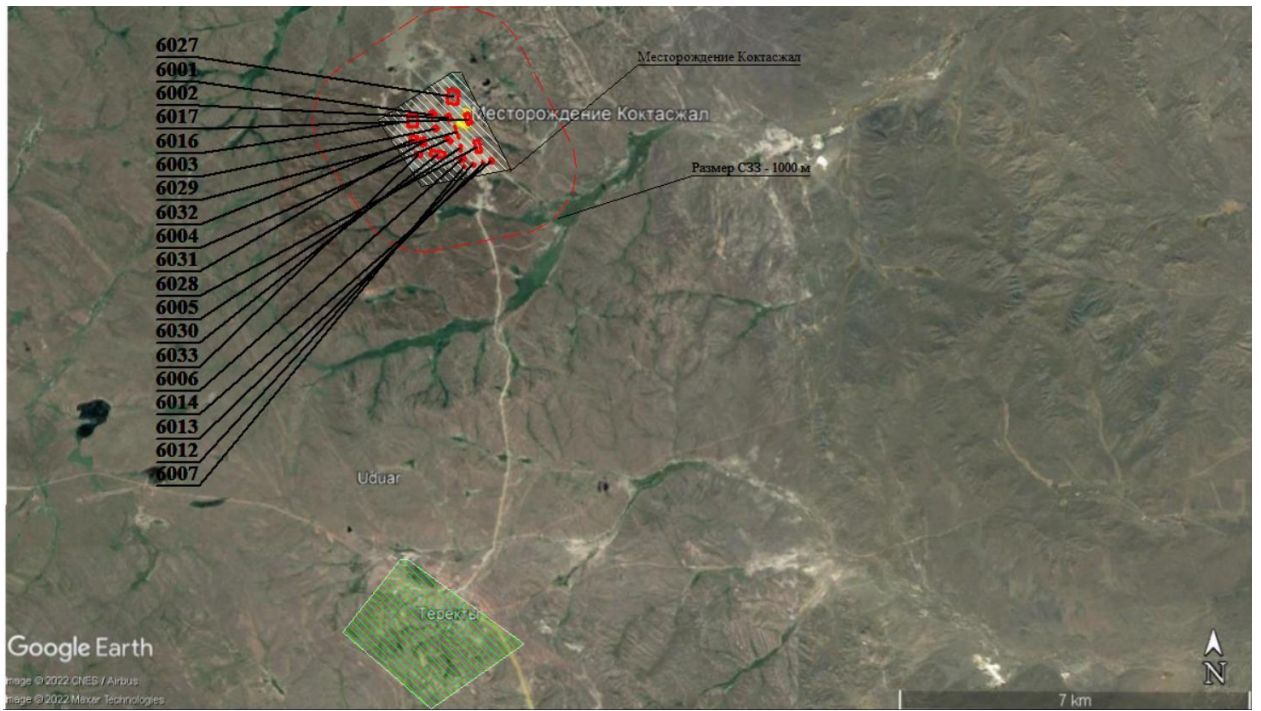 6027
6001
6002
6017
6016
6003
6029
6032
6004
6031
6028
6005
6030
6033
6006
6014
6013
6012
6007
Месторождение Коктасжал
Месторождение Коктасжал
Размер СЗЗ - 1000 м
Uduar
Теректы
Google Earth
mage © 2022 CNES / Airbus
mage © 2022 Maxar Technologies
N
7 km